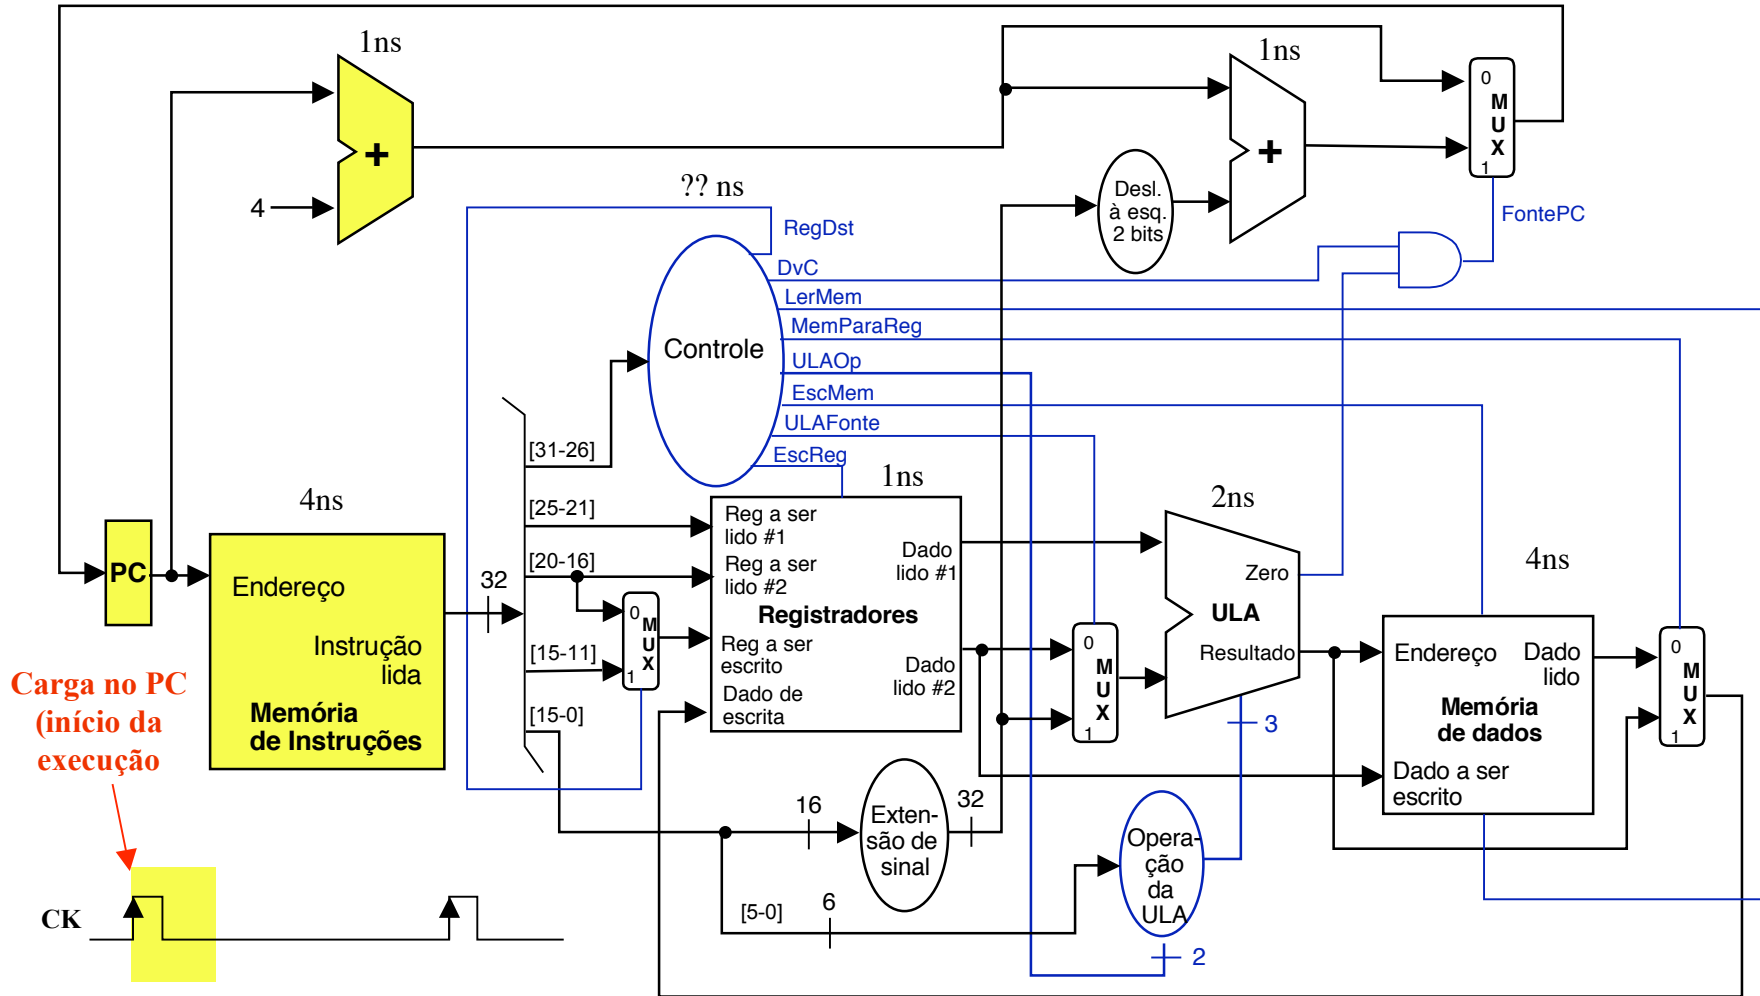 1ns
1ns
0
M
U
X
1
+
+
4
?? ns
Desl.
à esq.
2 bits
FontePC
RegDst
DvC
LerMem
MemParaReg
Controle
ULAOp
EscMem
ULAFonte
EscReg
[31-26]
1ns
4ns
2ns
[25-21]
Reg a ser
lido #1
Dado
lido #1
[20-16]
Reg a ser
lido #2
4ns
PC
32
Endereço
Zero
0
M
U
X
1
Registradores
ULA
Instrução
lida
Reg a ser
escrito
0
M
U
X
1
Resultado
Endereço
Dado
lido
0
M
U
X
1
[15-11]
Dado
lido #2
Carga no PC
(início da
execução
Dado de
escrita
Memória
de Instruções
[15-0]
3
Memória
de dados
Dado a ser
escrito
16
Exten-
são de
sinal
32
Opera-
ção
da
ULA
CK
[5-0]
6
2